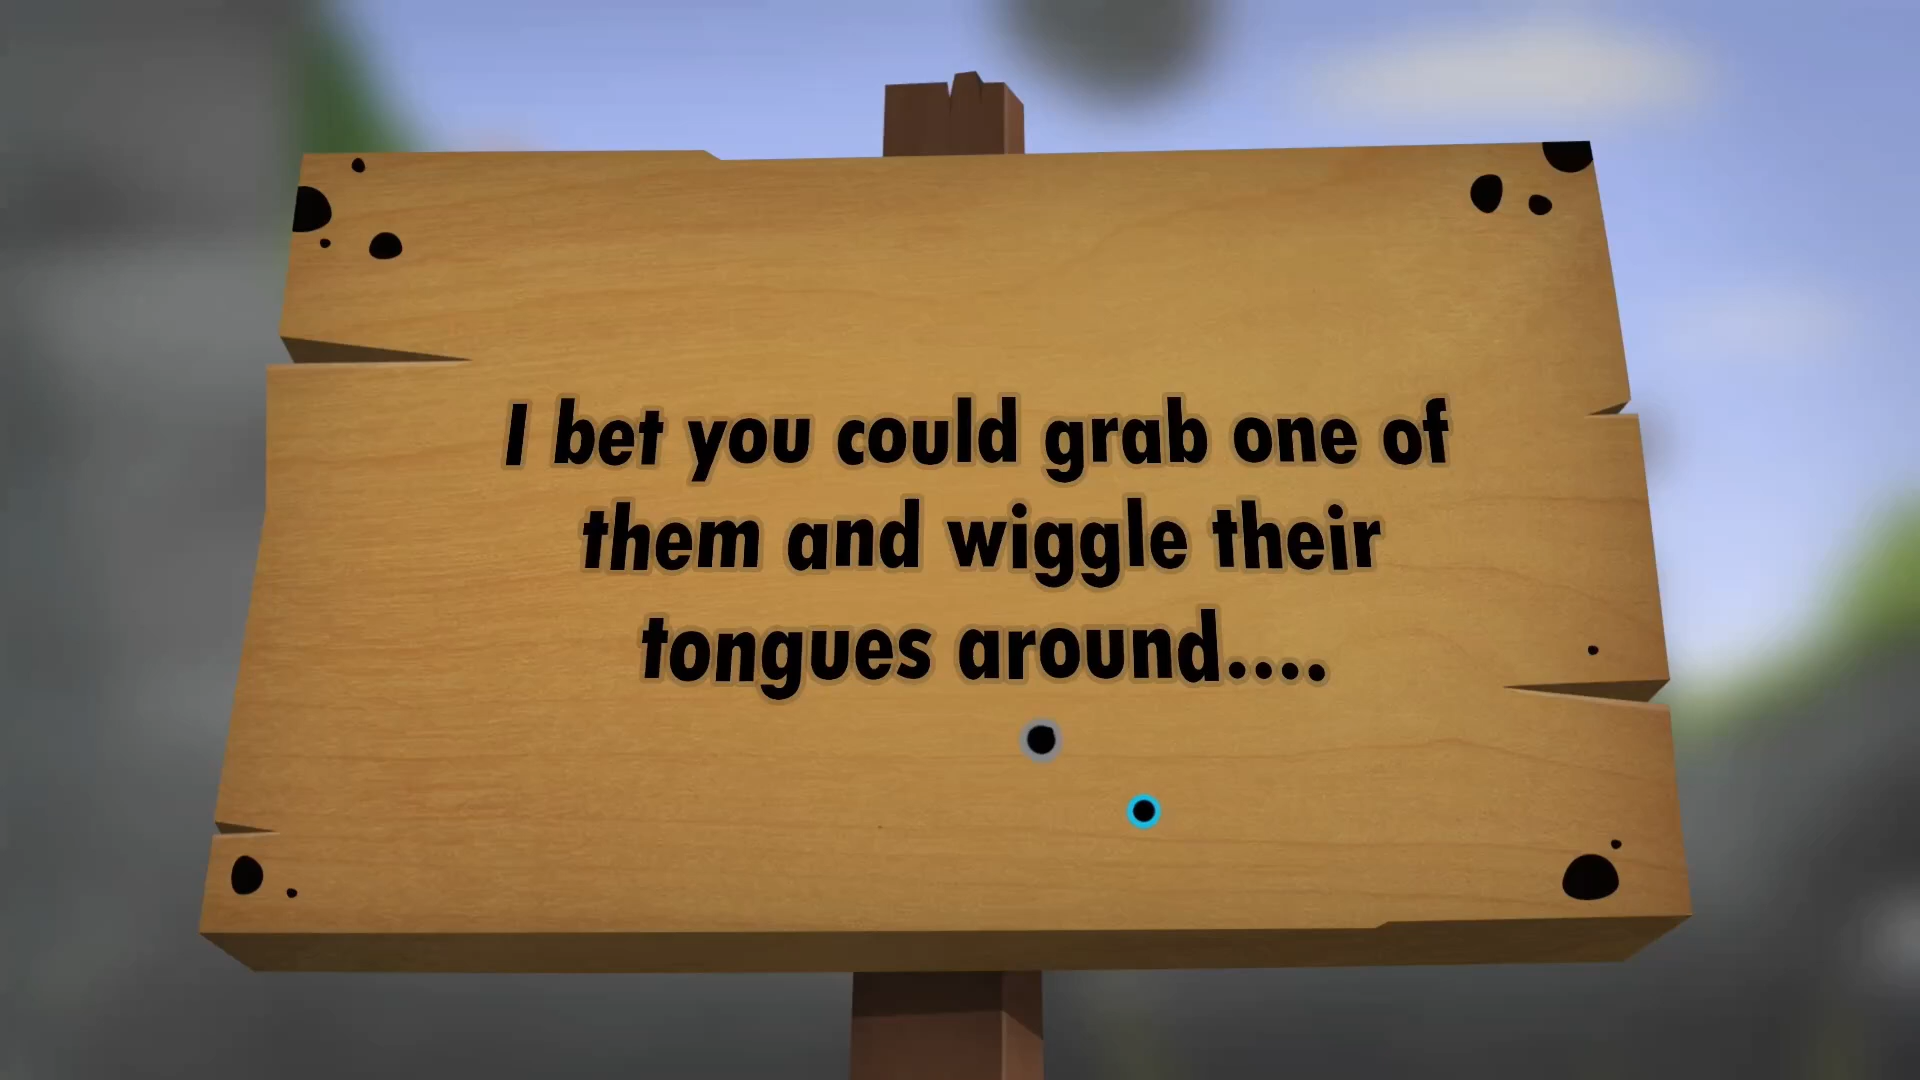 I bet you could grab one of
them and wiggle their
tongues around....